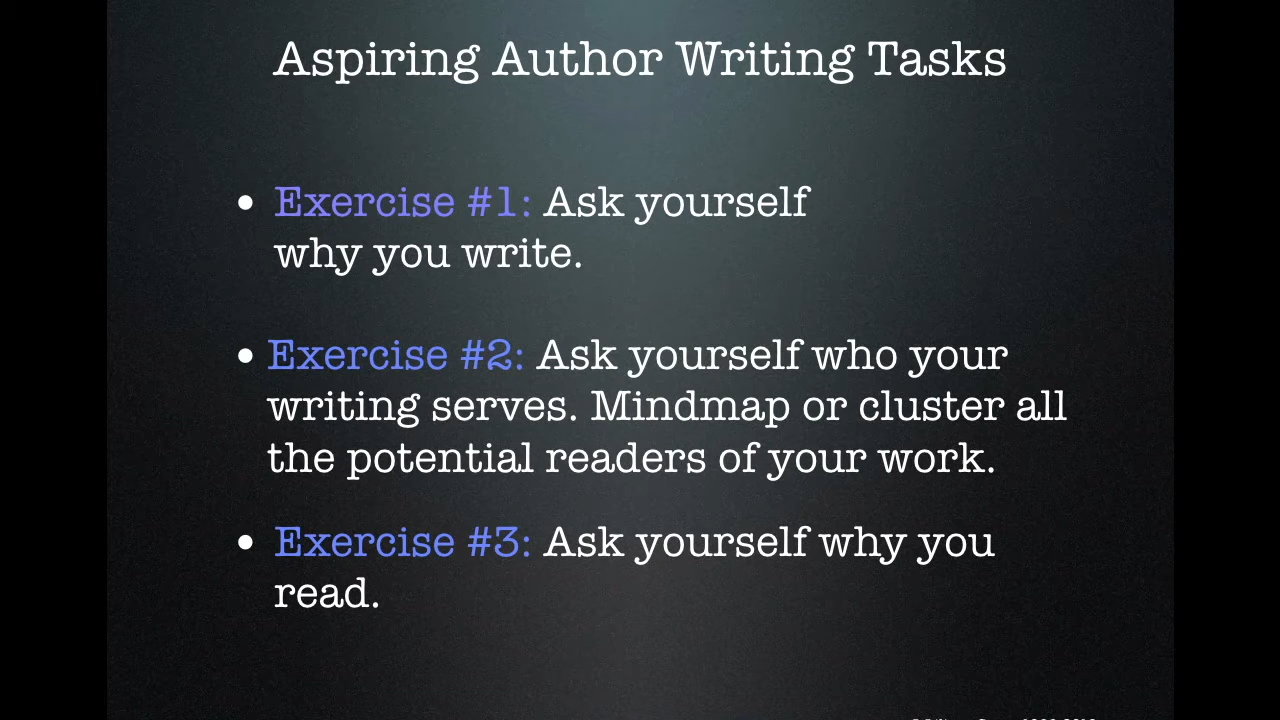 Aspiring Author Writing Tasks
• Exercise #1: Ask yourself
why you write.
• Exercise #2: Ask yourself who your
writing serves. Mindmap or cluster all
the potential readers of your work.
• Exercise #3: Ask yourself why you
read.